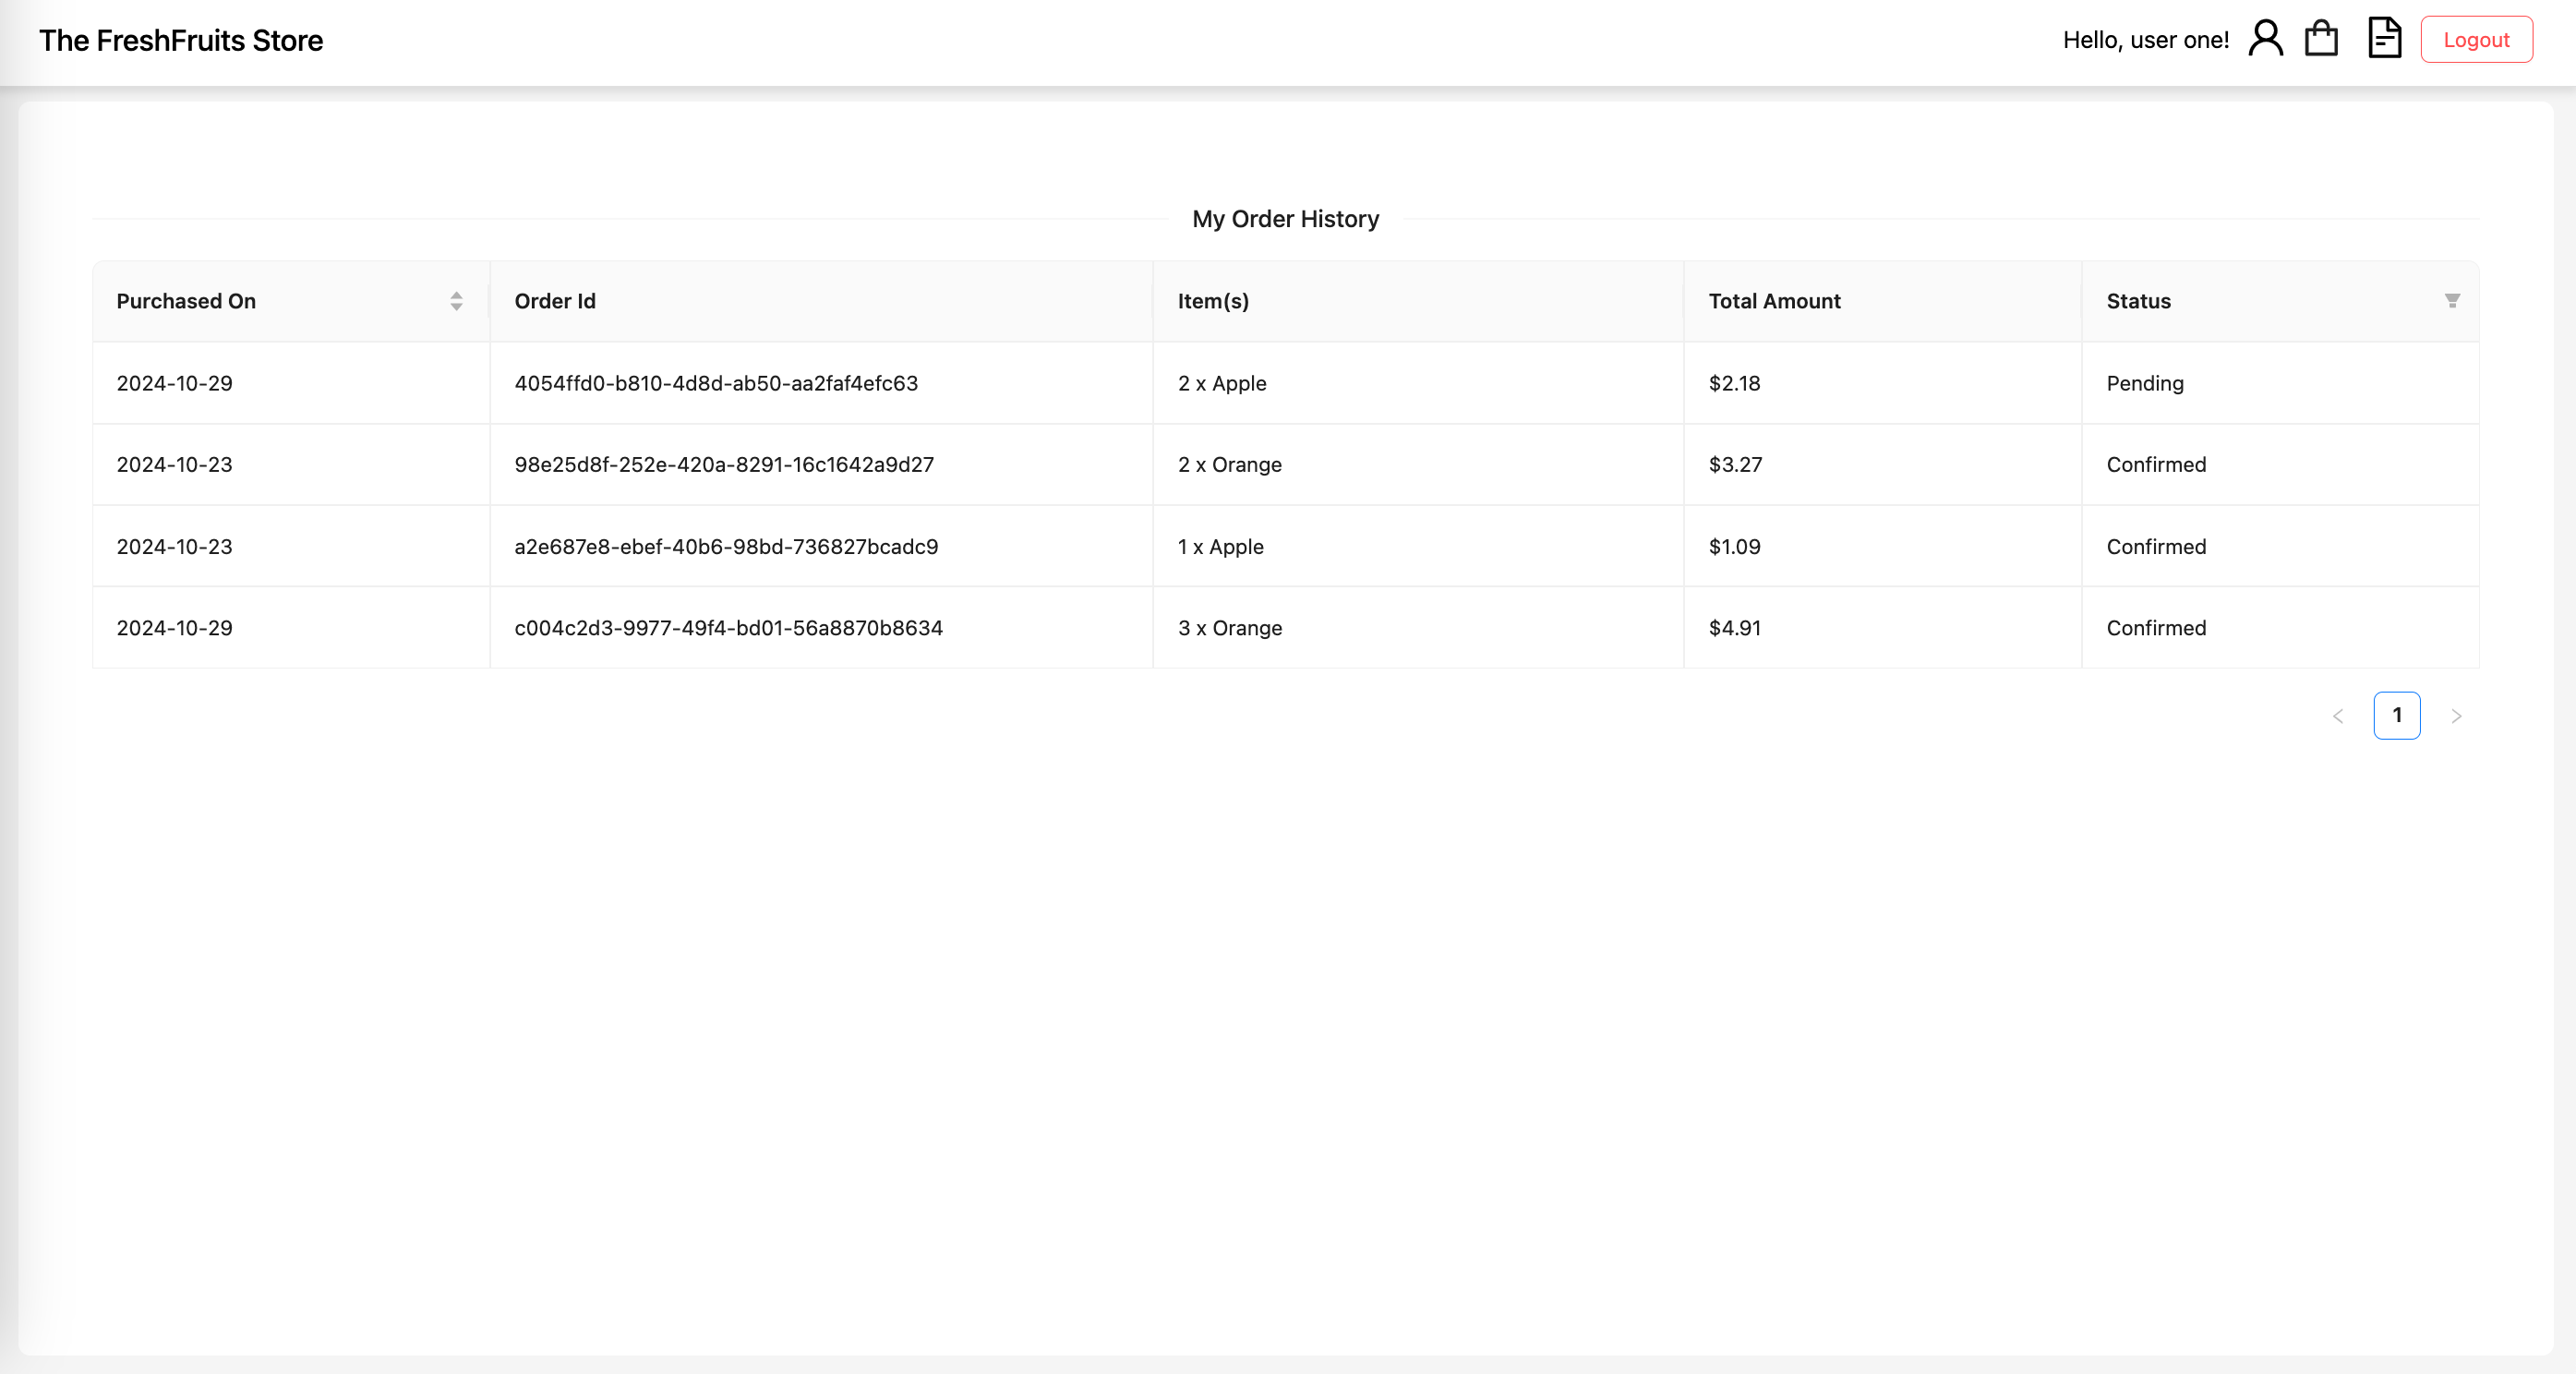 The FreshFruits Store
Hello, user one!
Logout
My Order History
Purchased On Order Id Item(s) Total Amount Status
2024-10-29 4054ffd0-b810-4d8d-ab50-aa2faf4efc63 2 x Apple $2.18 Pending
2024-10-23 98e25d8f-252e-420a-8291-16c1642a9d27 2 x Orange $3.27 Confirmed
2024-10-23 a2e687e8-ebef-40b6-98bd-736827bcadc9 1 x Apple $1.09 Confirmed
2024-10-29 c004c2d3-9977-49f4-bd01-56a8870b8634 3 x Orange $4.91 Confirmed
1